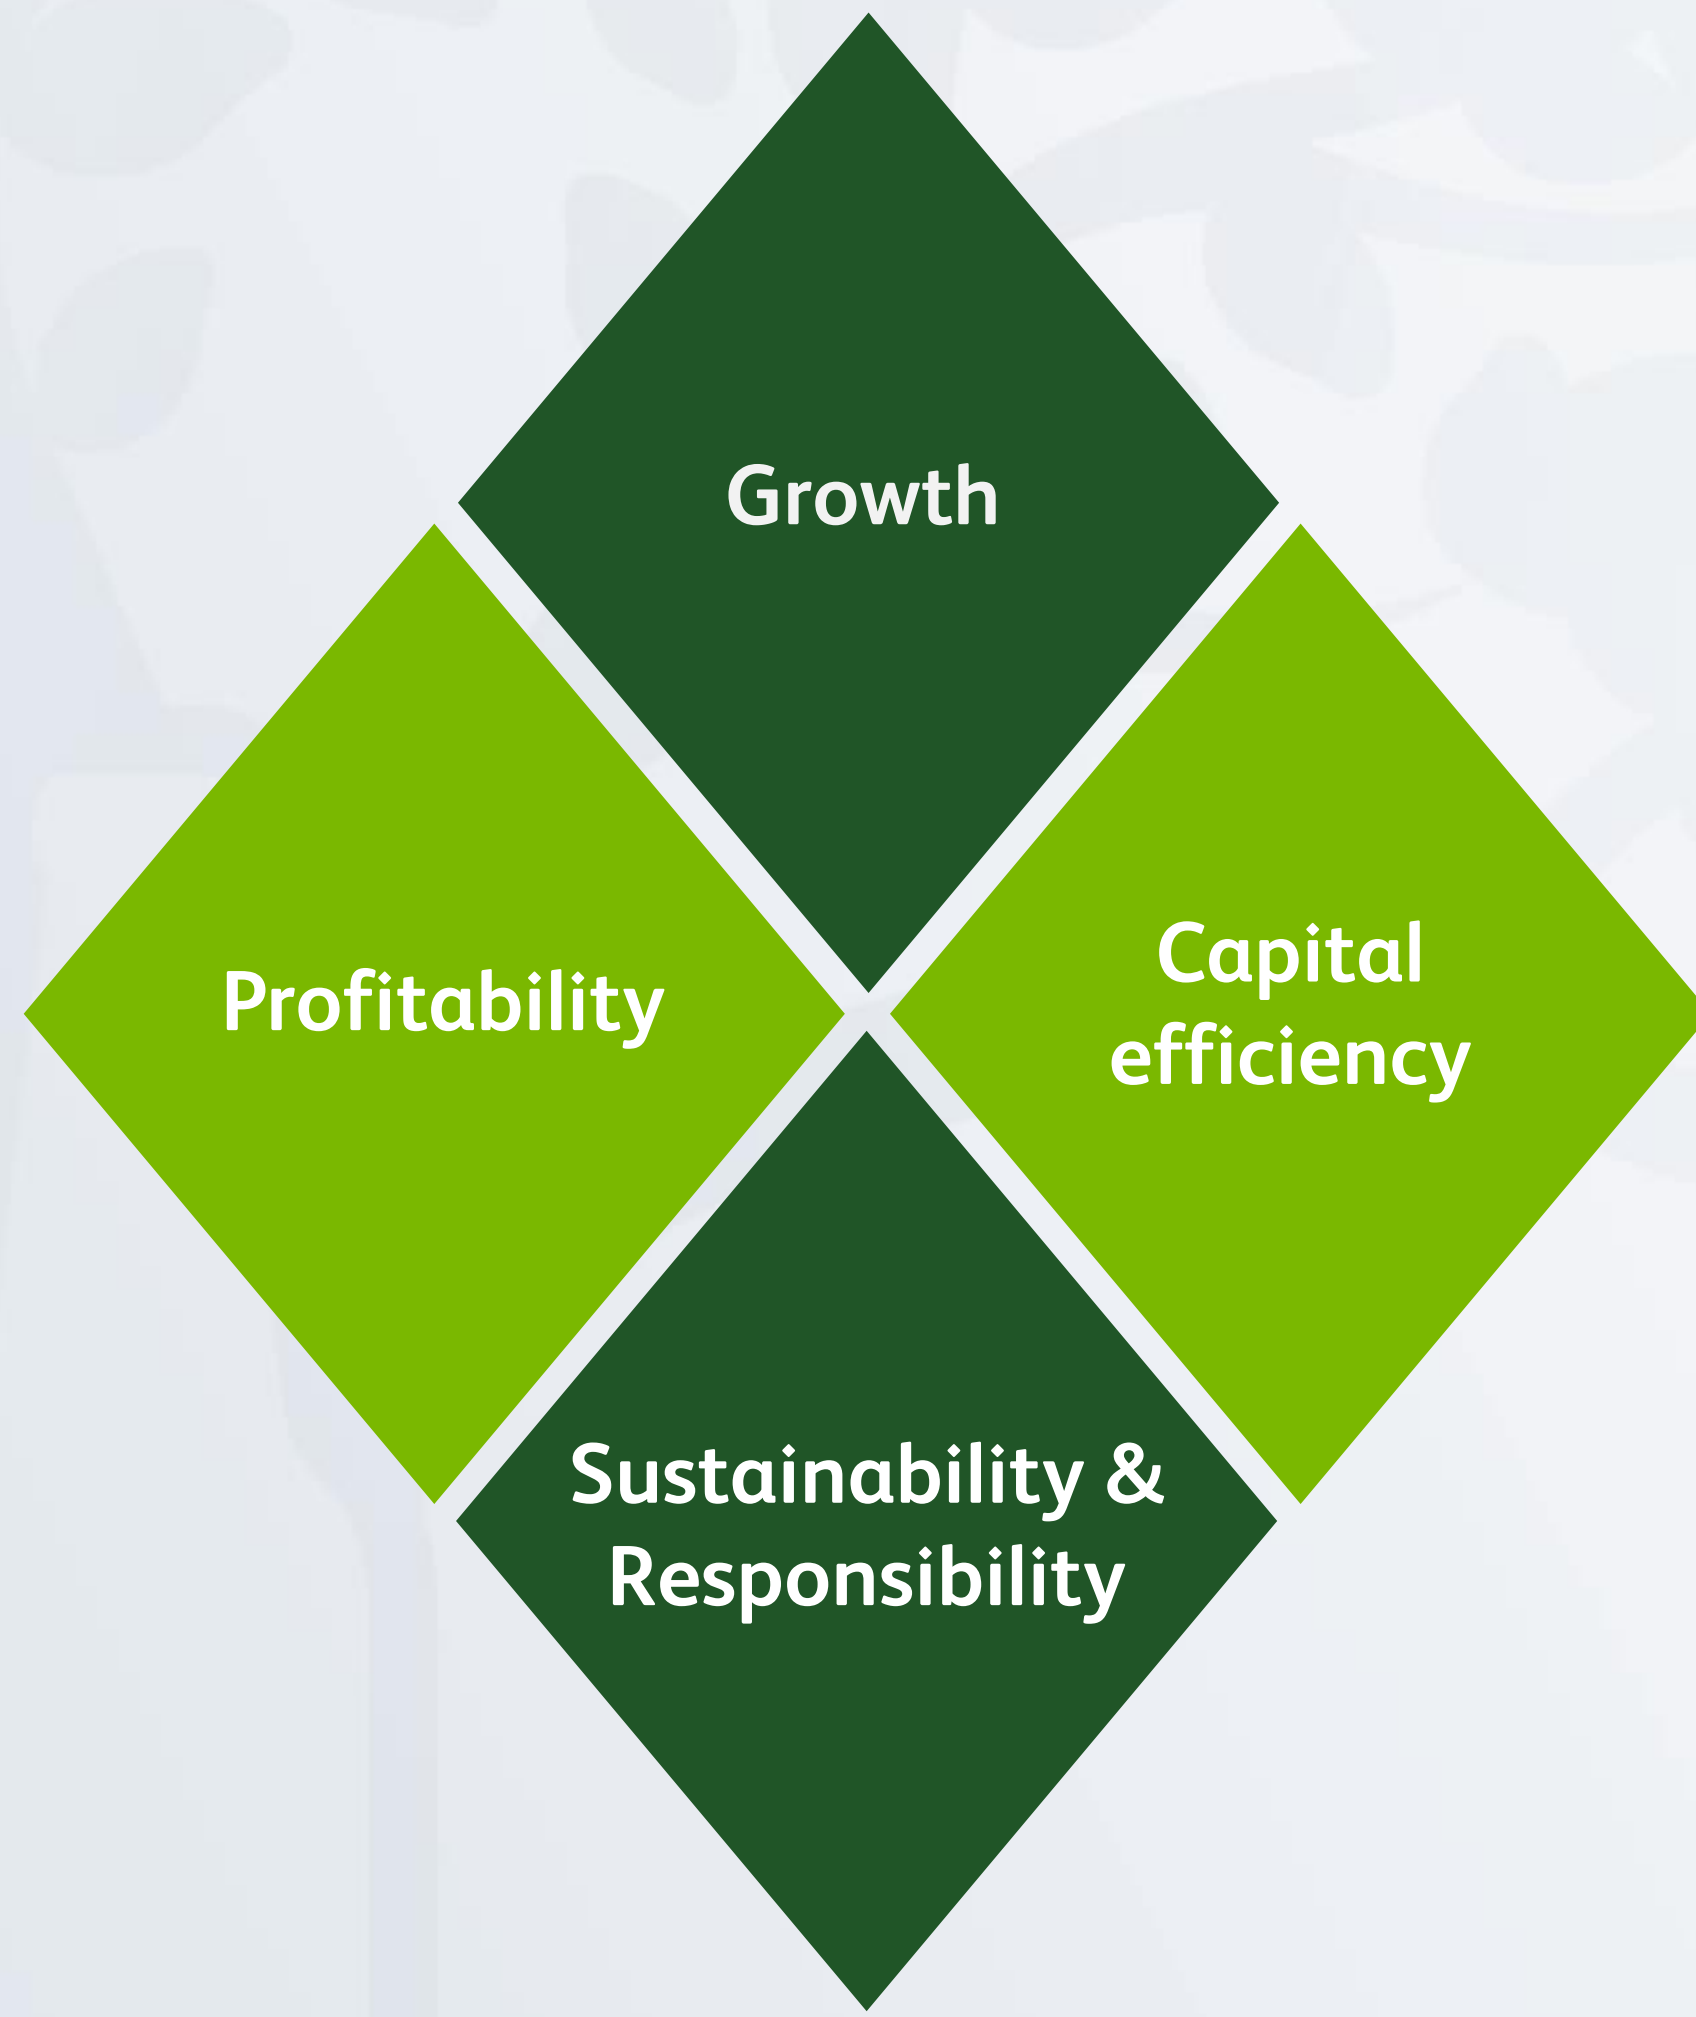 Growth
Profitability
Capital
efficiency
Sustainability &
Responsibility